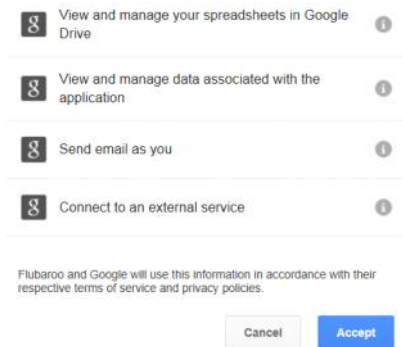 View and manage your spreadsheets in Google
Drive
View and manage data associated with the
application
Send email as you
Connect to an external service
Flubaroo and Google will use this information in accordance with their
respective terms of service and privacy policies.
Cancel Accept